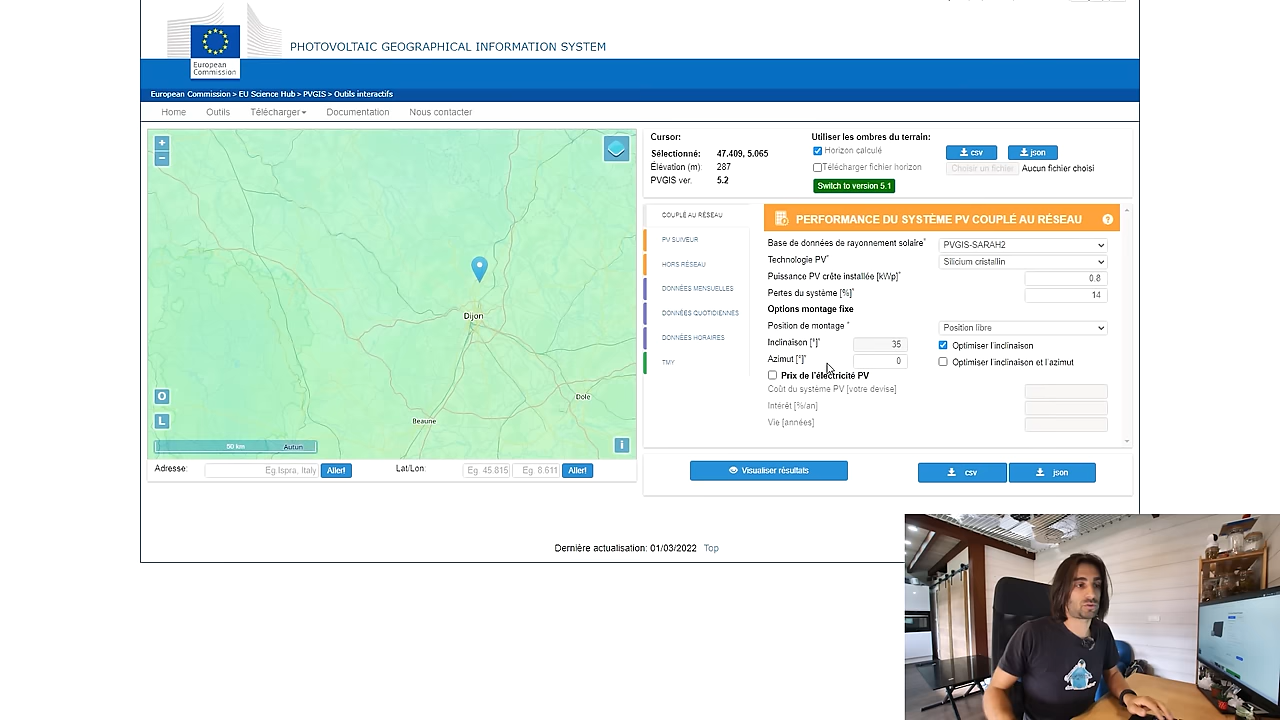 PHOTOVOLTAIC GEOGRAPHICAL INFORMATION SYSTEM
European
Commission
European Commission > EU Science Hub > PVGIS > Outils interactifs
Home Outils Télécharger Documentation Nous contacter
+
−
Dijon
Dole
Beaune
O
L
50 km
Autun
i
Adresse: Eg.Ispra, Italy Aller! Lat/Lon: Eg. 45.815 Eg. 8.611 Aller!
Cursor:
Sélectionné: 47.409, 5.065
Élévation (m): 287
PVGIS ver. 5.2
Utiliser les ombres du terrain:
Horizon calculé
Télécharger fichier horizon
Switch to version 5.1
csv json
Choisir un fichier Aucun fichier choisi
COUPLÉ AU RÉSEAU
PV SUIVEUR
HORS RÉSEAU
DONNÉES MENSUELLES
DONNÉES QUOTIDIENNES
DONNÉES HORAIRES
TMY
PERFORMANCE DU SYSTÈME PV COUPLÉ AU RÉSEAU ?
Base de données de rayonnement solaire* PVGIS-SARAH2
Technologie PV* Silicium cristallin
Puissance PV crête installée [kWp]* 0.8
Pertes du système [%]* 14
Options montage fixe
Position de montage * Position libre
Inclinaison [°]* 35 Optimiser l'inclinaison
Azimut [°]* 0 Optimiser l'inclinaison et l'azimut
Prix de l'électricité PV
Coût du système PV [votre devise]
Intérêt [%/an]
Vie [années]
Visualiser résultats csv json
Dernière actualisation: 01/03/2022 Top